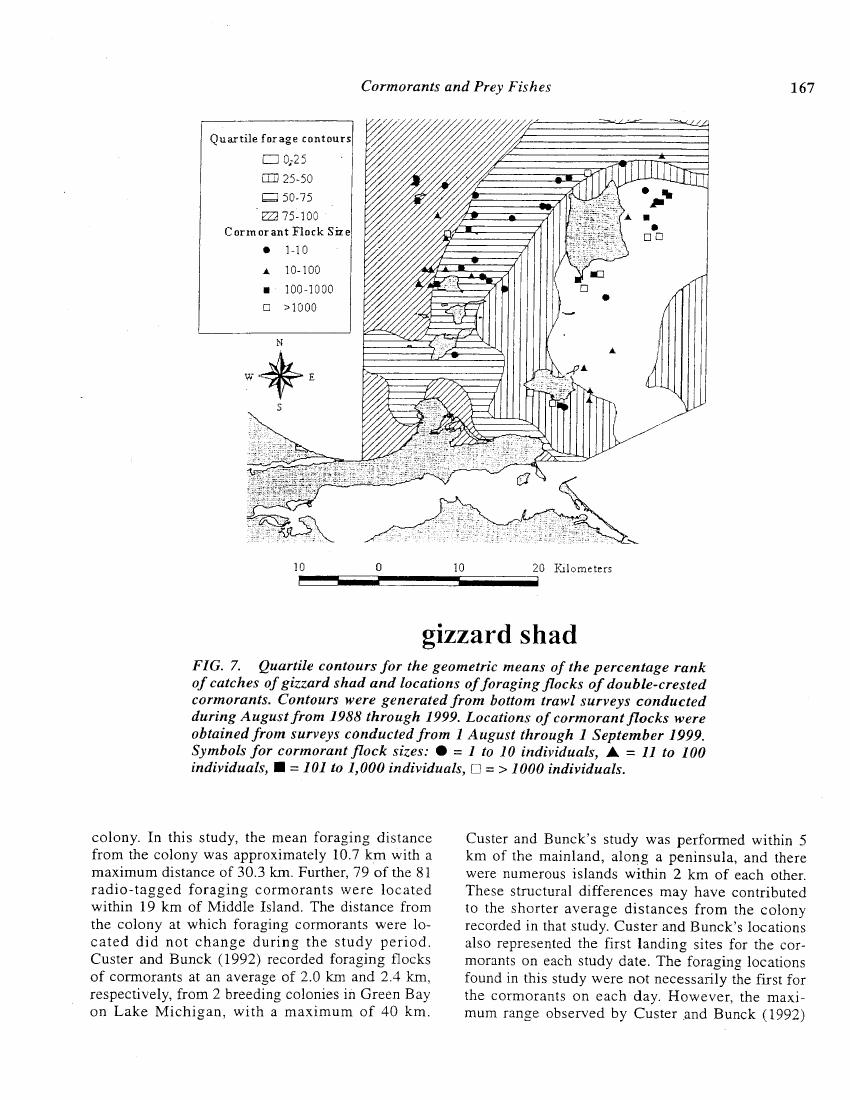 Cormorants and Prey Fishes 167
Quartile forage contours
0-25
25-50
50-75
75-100
Cormorant Flock Size
1-10
10-100
100-1000
>1000
N
W E
S
10 0 10 20 Kilometers
gizzard shad
FIG. 7. Quartile contours for the geometric means of the percentage rank
of catches of gizzard shad and locations of foraging flocks of double-crested
cormorants. Contours were generated from bottom trawl surveys conducted
during August from 1988 through 1999. Locations of cormorant flocks were
obtained from surveys conducted from 1 August through 1 September 1999.
Symbols for cormorant flock sizes: ● = 1 to 10 individuals, ▲ = 11 to 100
individuals, ■ = 101 to 1,000 individuals, □ = > 1000 individuals.
colony. In this study, the mean foraging distance
from the colony was approximately 10.7 km with a
maximum distance of 30.3 km. Further, 79 of the 81
radio-tagged foraging cormorants were located
within 19 km of Middle Island. The distance from
the colony at which foraging cormorants were lo-
cated did not change during the study period.
Custer and Bunck (1992) recorded foraging flocks
of cormorants at an average of 2.0 km and 2.4 km,
respectively, from 2 breeding colonies in Green Bay
on Lake Michigan, with a maximum of 40 km.
Custer and Bunck's study was performed within 5
km of the mainland, along a peninsula, and there
were numerous islands within 2 km of each other.
These structural differences may have contributed
to the shorter average distances from the colony
recorded in that study. Custer and Bunck's locations
also represented the first landing sites for the cor-
morants on each study date. The foraging locations
found in this study were not necessarily the first for
the cormorants on each day. However, the maxi-
mum range observed by Custer and Bunck (1992)